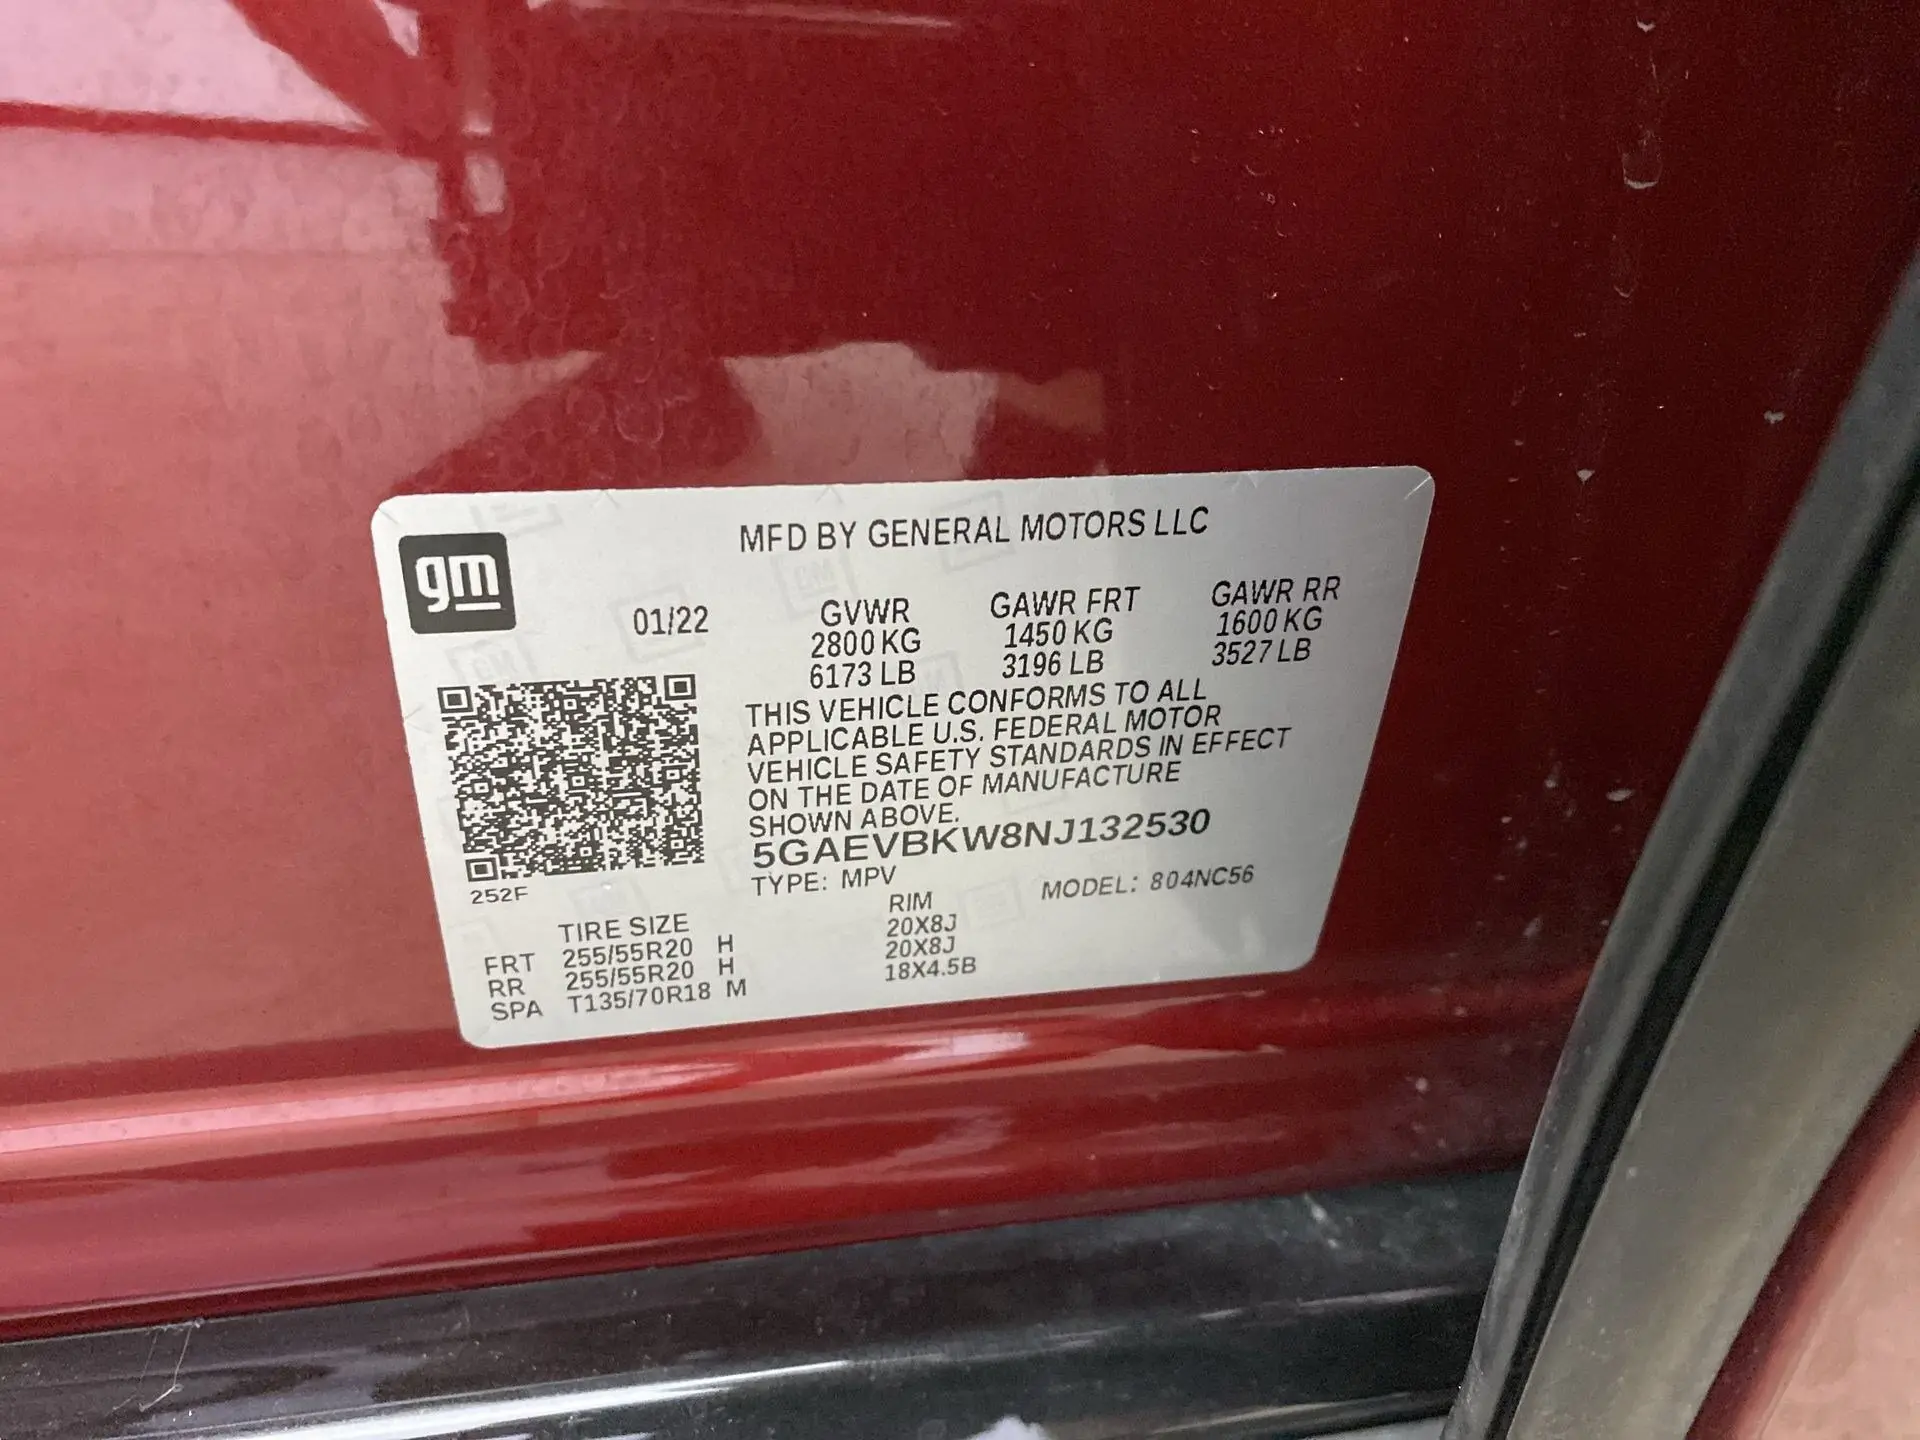 gm
MFD BY GENERAL MOTORS LLC
01/22 GVWR GAWR FRT GAWR RR
2800 KG 1450 KG 1600 KG
6173 LB 3196 LB 3527 LB
THIS VEHICLE CONFORMS TO ALL
APPLICABLE U.S. FEDERAL MOTOR
VEHICLE SAFETY STANDARDS IN EFFECT
ON THE DATE OF MANUFACTURE
SHOWN ABOVE.
5GAEVBKW8NJ132530
252F
TYPE: MPV MODEL: 804NC56
TIRE SIZE RIM
FRT 255/55R20 H 20X8J
RR 255/55R20 H 20X8J
SPA T135/70R18 M 18X4.5B